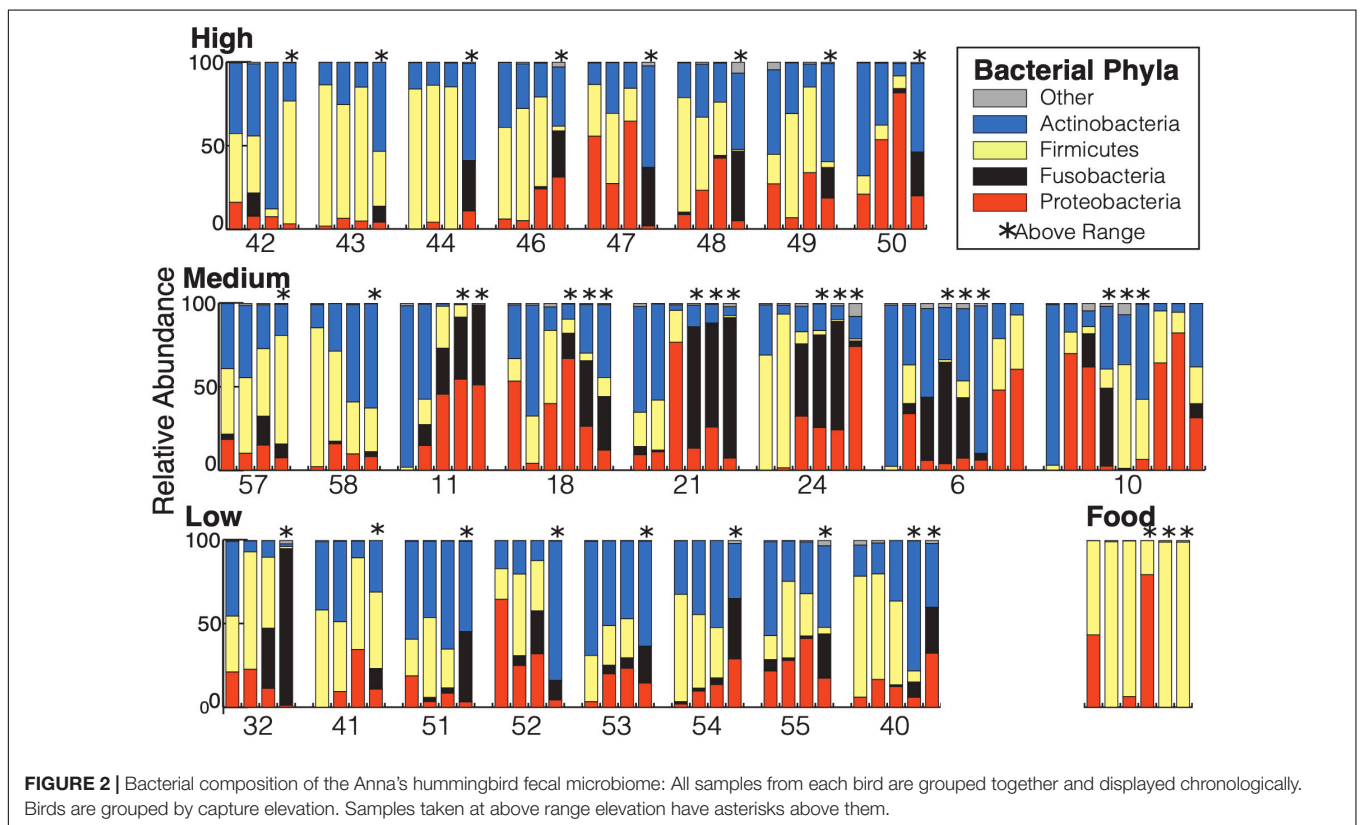 High
* * * * * * * *
100
50
0
42 43 44 46 47 48 49 50
Bacterial Phyla
Other
Actinobacteria
Firmicutes
Fusobacteria
Proteobacteria
*Above Range
Relative Abundance
Medium
* * ** *** *** *** *** ***
100
50
0
57 58 11 18 21 24 6 10
Low
* * * * * * * **
100
50
0
32 41 51 52 53 54 55 40
Food
***
FIGURE 2 | Bacterial composition of the Anna's hummingbird fecal microbiome: All samples from each bird are grouped together and displayed chronologically.
Birds are grouped by capture elevation. Samples taken at above range elevation have asterisks above them.